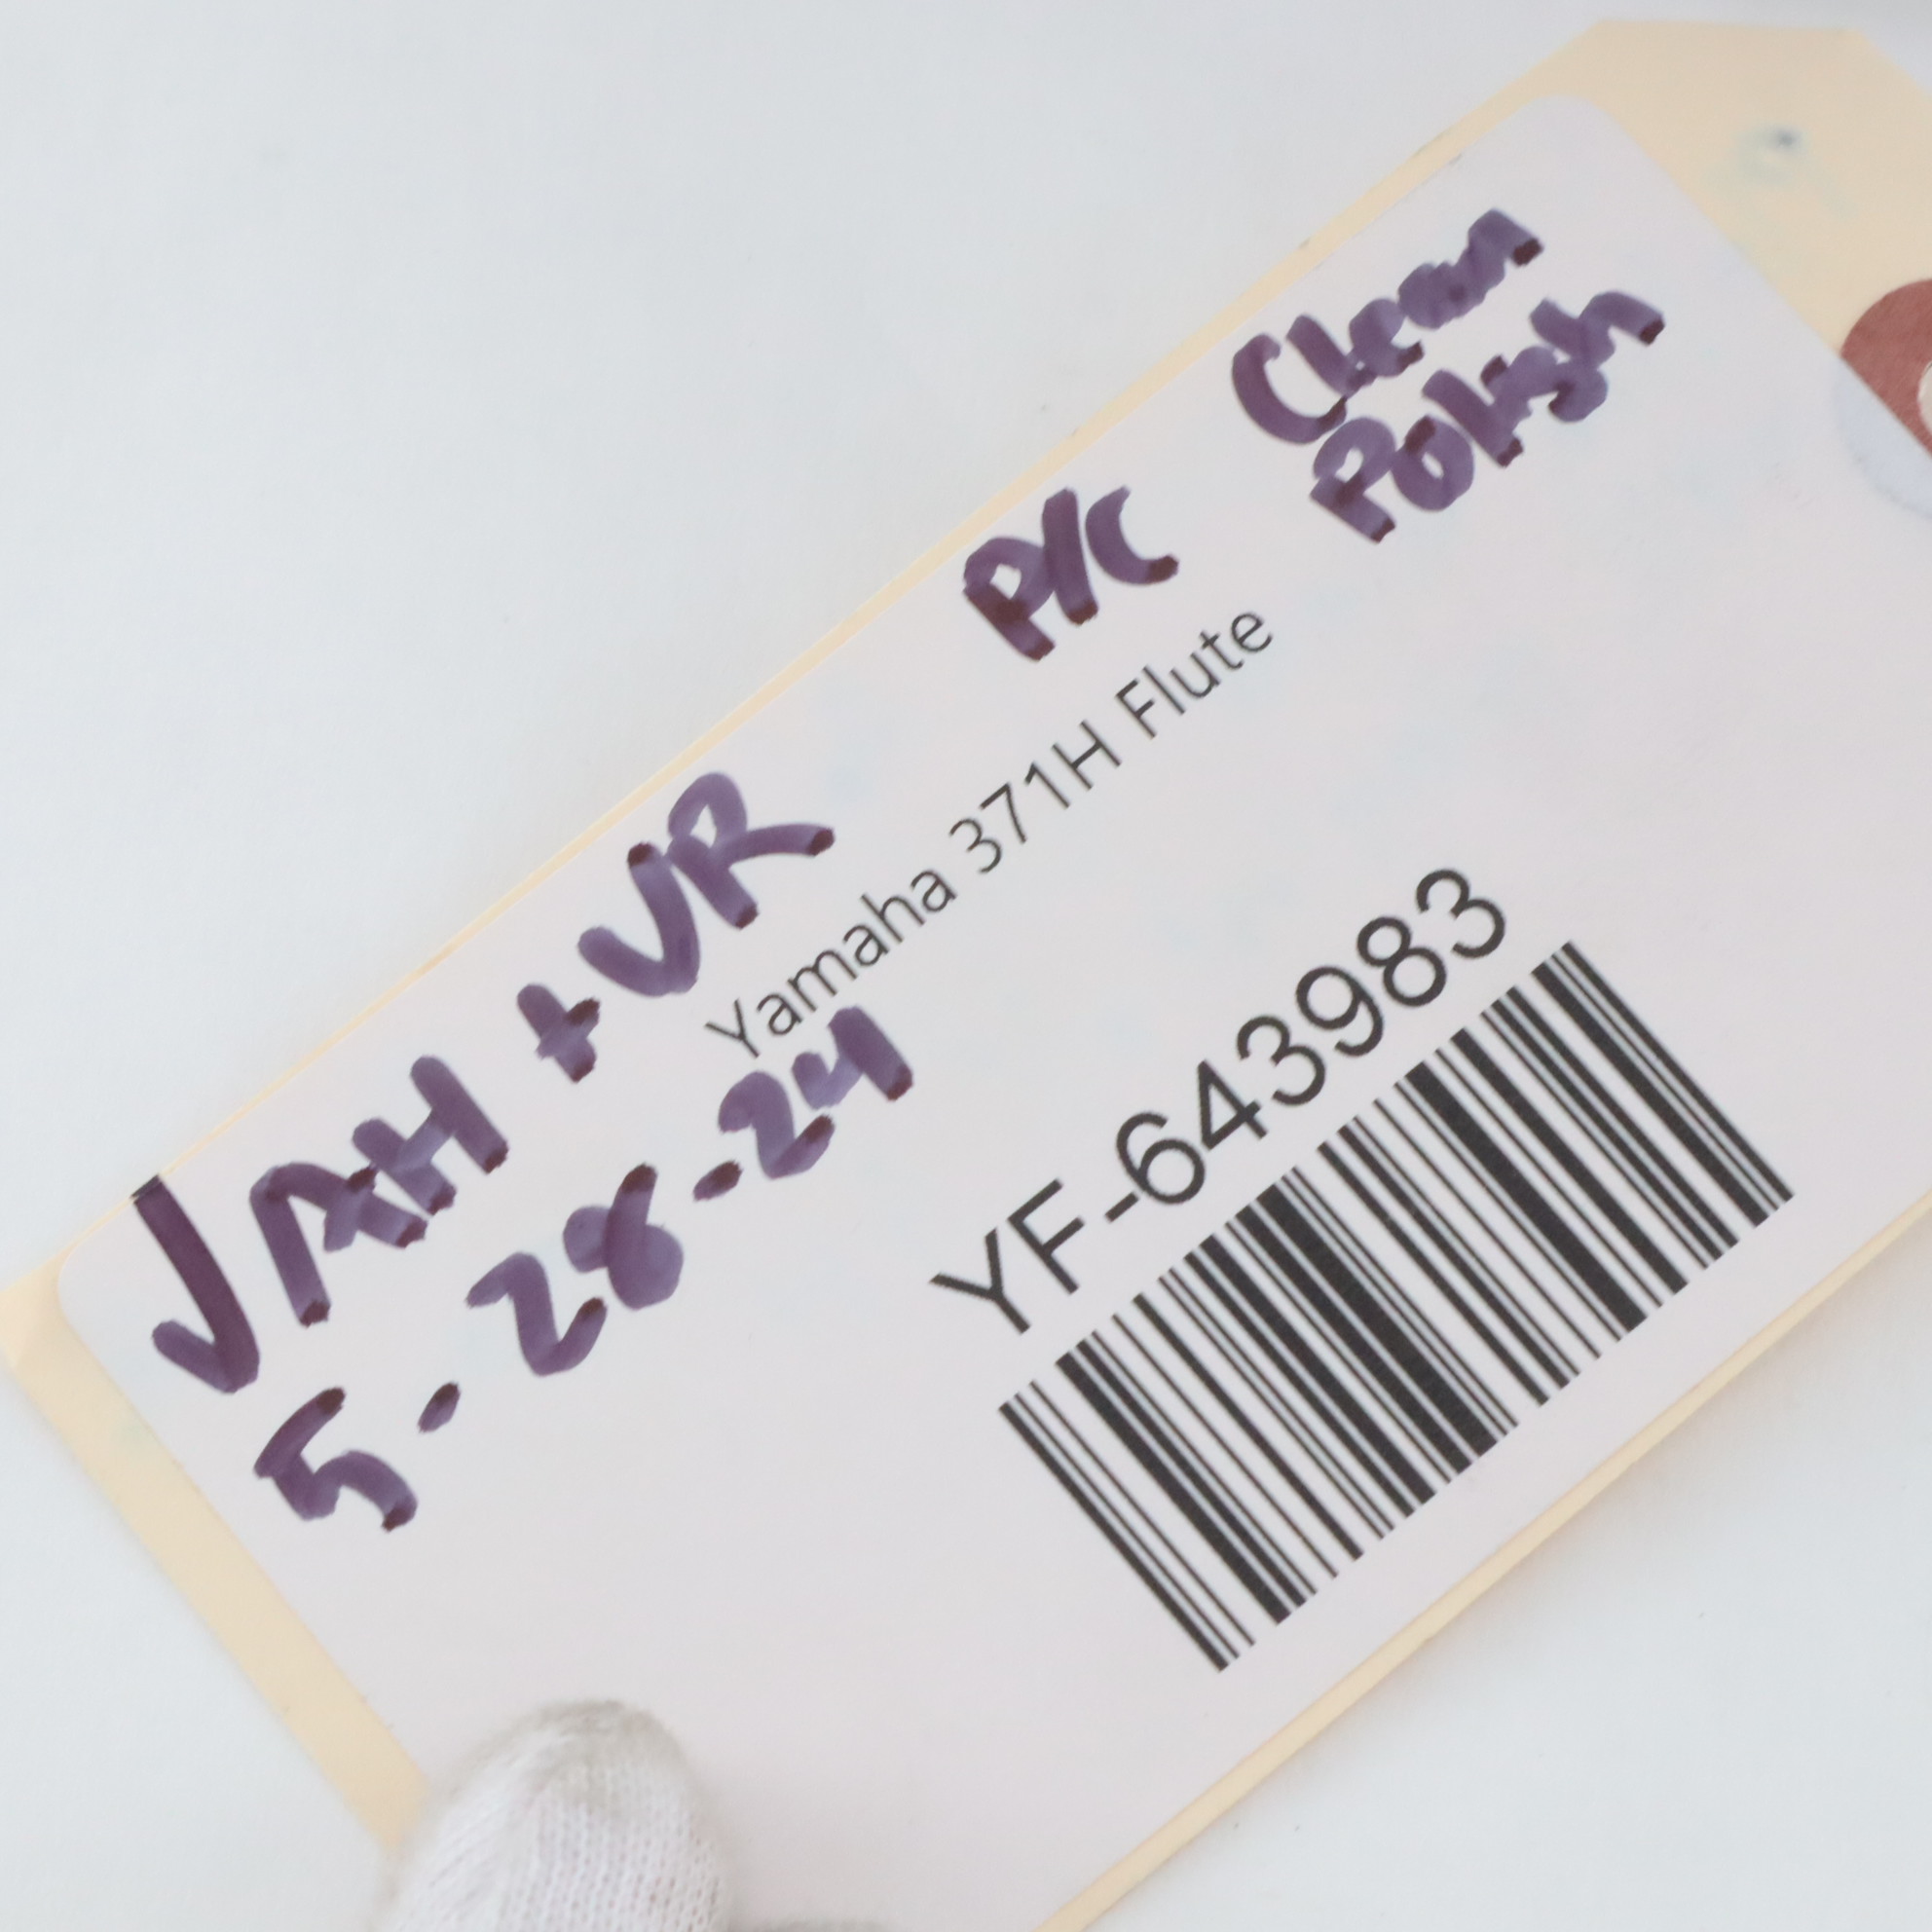 JAH + VR P/C Clean
Polish
Yamaha 371H Flute
5-28-24
YF-643983